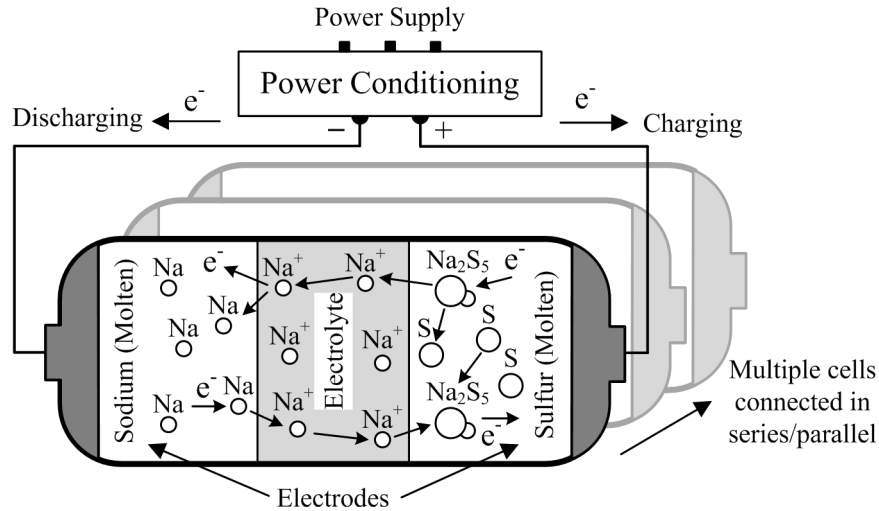 Power Supply
Power Conditioning
Discharging
e⁻
e⁻
Charging
−
+
Na
e⁻
Na⁺
Na⁺
Na₂S₅
e⁻
Na
Na
Na⁺
Na⁺
S
S
S
Na
e⁻
Na
Na⁺
Na⁺
Na₂S₅
e⁻
Sodium (Molten)
Electrolyte
Sulfur (Molten)
Electrodes
Multiple cells
connected in
series/parallel